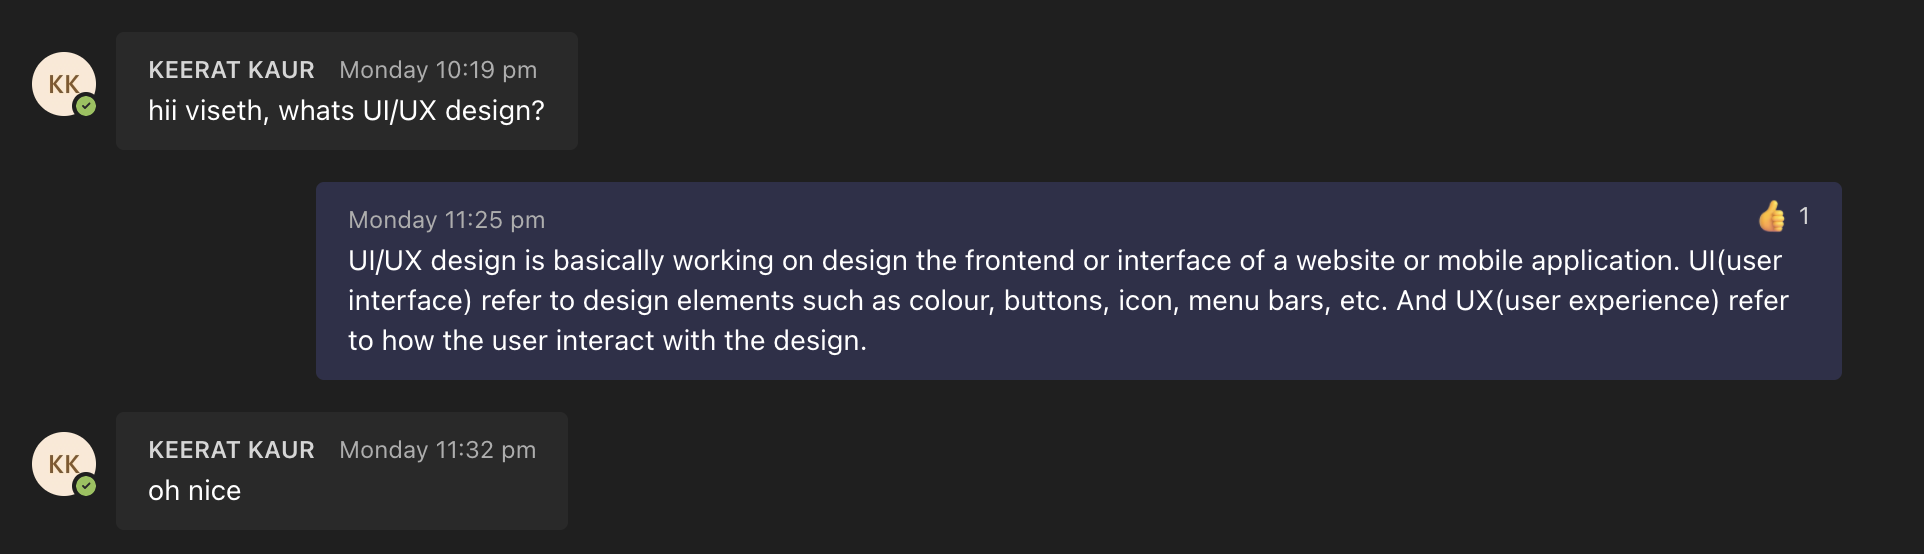 KK
KEERAT KAUR Monday 10:19 pm
hii viseth, whats UI/UX design?
Monday 11:25 pm 👍 1
UI/UX design is basically working on design the frontend or interface of a website or mobile application. UI(user
interface) refer to design elements such as colour, buttons, icon, menu bars, etc. And UX(user experience) refer
to how the user interact with the design.
KK
KEERAT KAUR Monday 11:32 pm
oh nice